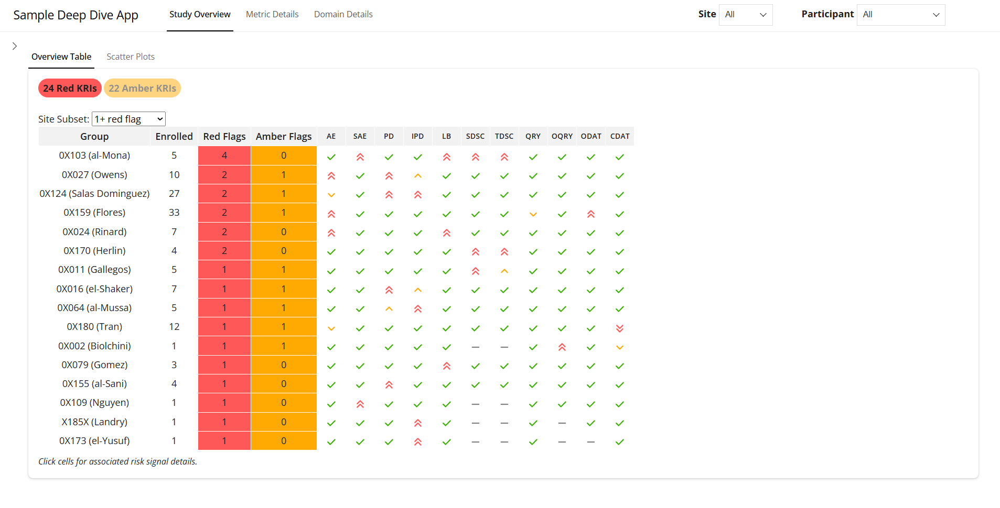 Sample Deep Dive App Study Overview Metric Details Domain Details Site All Participant All
Overview Table Scatter Plots
24 Red KRIs 22 Amber KRIs
Site Subset: 1+ red flag
Group Enrolled Red Flags Amber Flags AE SAE PD IPD LB SDSC TDSC QRY OQRY ODAT CDAT
0X103 (al-Mona) 5 4 0
0X027 (Owens) 10 2 1
0X124 (Salas Dominguez) 27 2 1
0X159 (Flores) 33 2 1
0X024 (Rinard) 7 2 0
0X170 (Herlin) 4 2 0
0X011 (Gallegos) 5 1 1
0X016 (el-Shaker) 7 1 1
0X064 (al-Mussa) 5 1 1
0X180 (Tran) 12 1 1
0X002 (Biolchini) 1 1 1
0X079 (Gomez) 3 1 0
0X155 (al-Sani) 4 1 0
0X109 (Nguyen) 1 1 0
X185X (Landry) 1 1 0
0X173 (el-Yusuf) 1 1 0
Click cells for associated risk signal details.